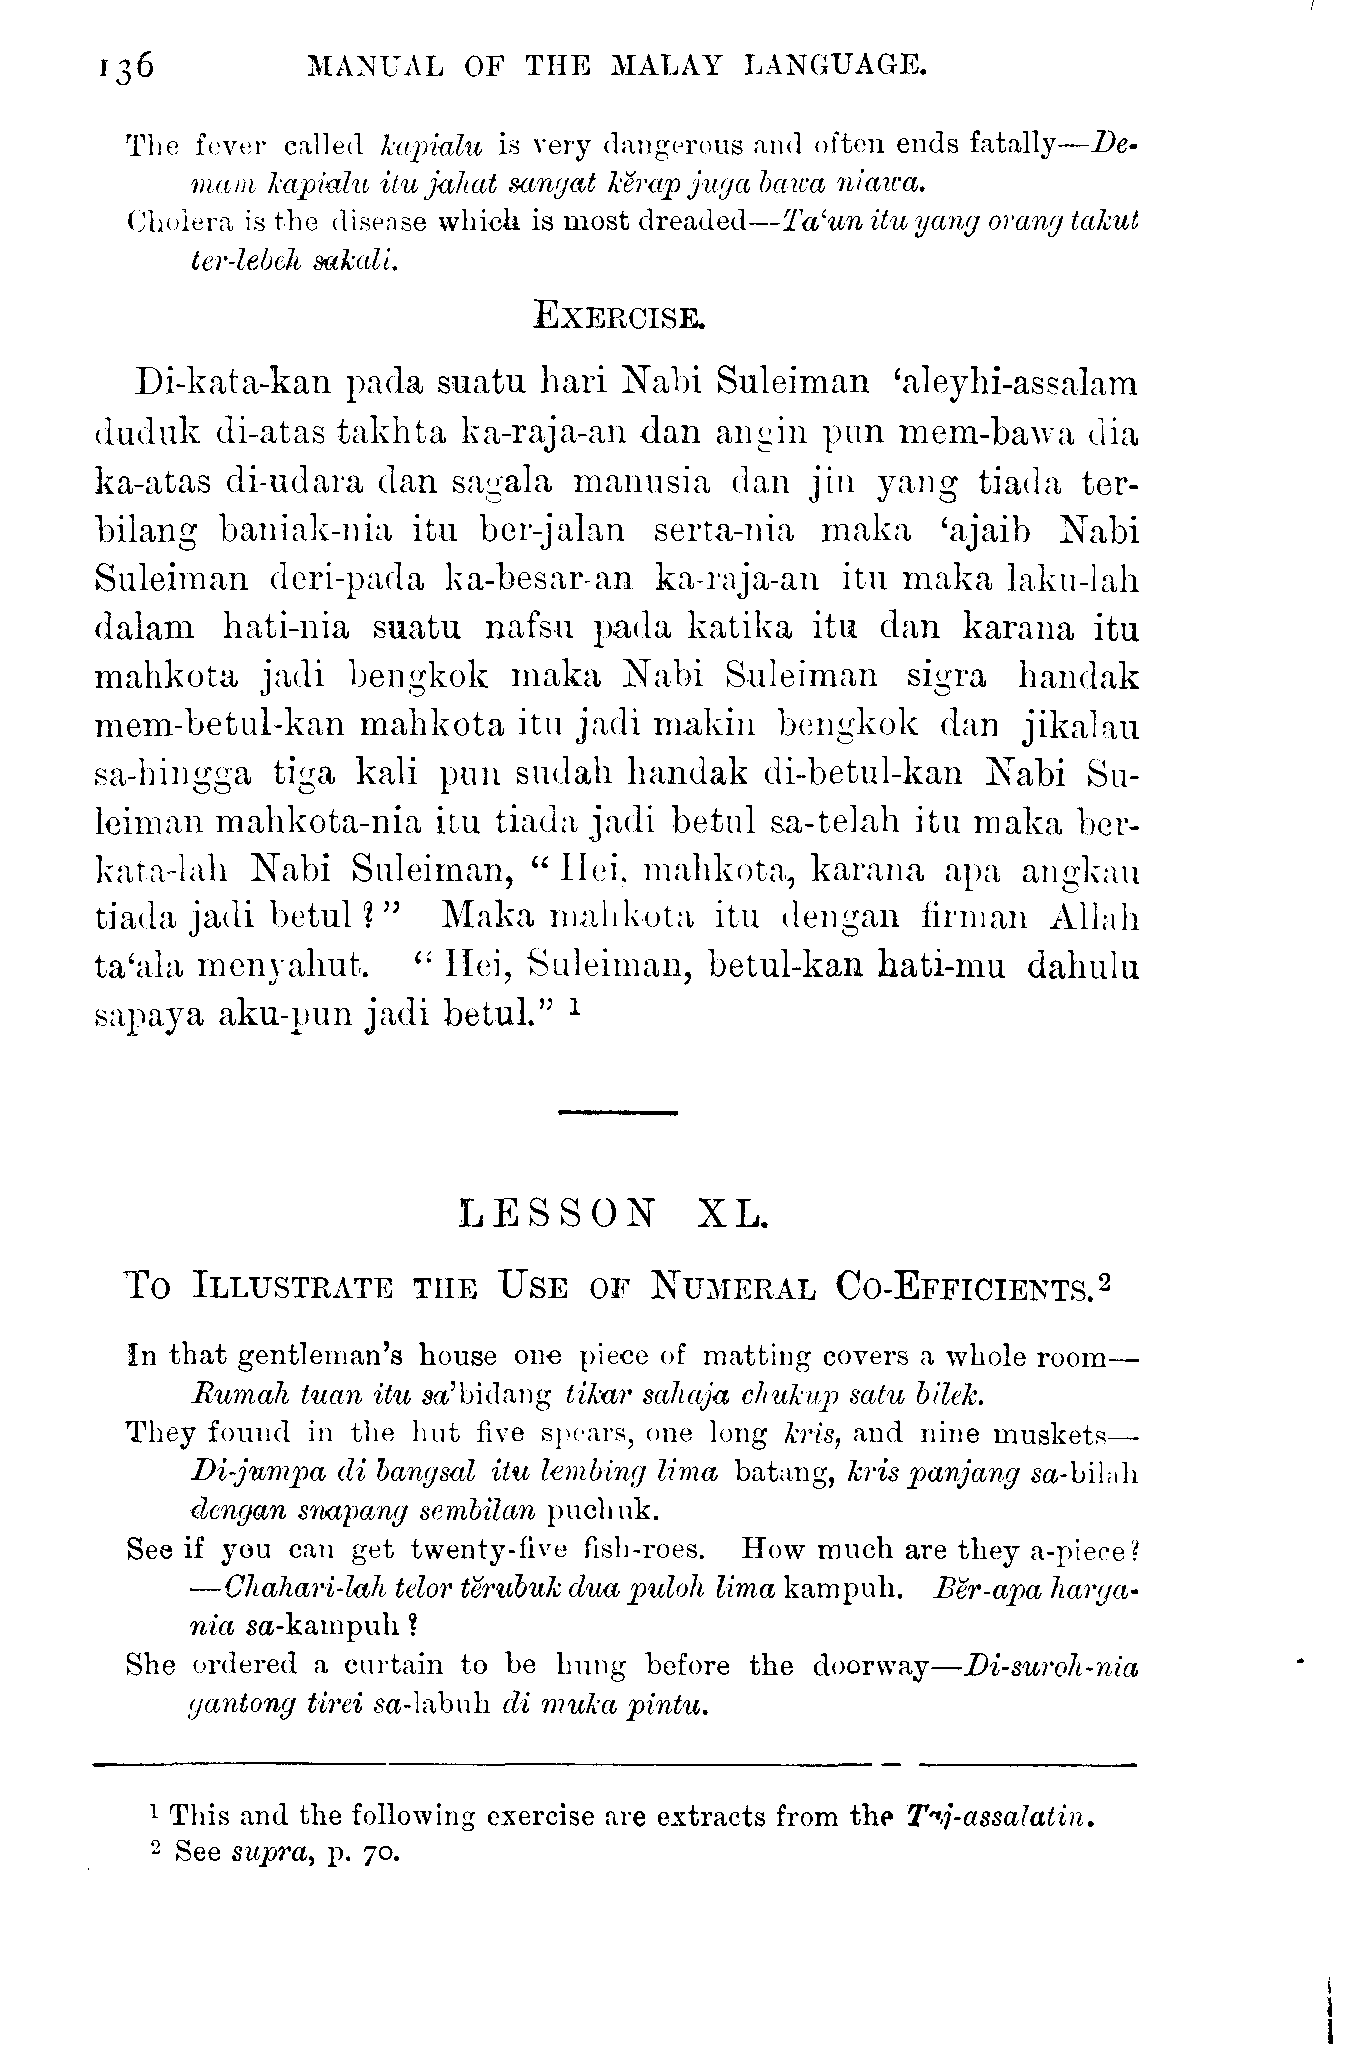 136 MANUAL OF THE MALAY LANGUAGE.
The fever called kapialu is very dangerous and often ends fatally—De-
mam kapialu itu jahat sangat kĕrap juga bawa niawa.
Cholera is the disease which is most dreaded—Ta‘un itu yang orang takut
ter-lebeh sakali.
EXERCISE.
Di-kata-kan pada suatu hari Nabi Suleiman ‘aleyhi-assalam
duduk di-atas takhta ka-raja-an dan angin pun mem-bawa dia
ka-atas di-udara dan sagala manusia dan jin yang tiada ter-
bilang baniak-nia itu ber-jalan serta-nia maka ‘ajaib Nabi
Suleiman deri-pada ka-besar-an ka-raja-an itu maka laku-lah
dalam hati-nia suatu nafsu pada katika itu dan karana itu
mahkota jadi bengkok maka Nabi Suleiman sigra handak
mem-betul-kan mahkota itu jadi makin bengkok dan jikalau
sa-hingga tiga kali pun sudah handak di-betul-kan Nabi Su-
leiman mahkota-nia itu tiada jadi betul sa-telah itu maka ber-
kata-lah Nabi Suleiman, “ Hei, mahkota, karana apa angkau
tiada jadi betul ? ” Maka mahkota itu dengan firman Allah
ta‘ala menyahut. “ Hei, Suleiman, betul-kan hati-mu dahulu
sapaya aku-pun jadi betul.” 1
LESSON XL.
TO ILLUSTRATE THE USE OF NUMERAL CO-EFFICIENTS.2
In that gentleman’s house one piece of matting covers a whole room—
Rumah tuan itu sa’bidang tikar sahaja chukup satu bilek.
They found in the hut five spears, one long kris, and nine muskets—
Di-jumpa di bangsal itu lembing lima batang, kris panjang sa-bilah
dengan snapang sembilan puchuk.
See if you can get twenty-five fish-roes. How much are they a-piece?
—Chahari-lah telor tĕrubuk dua puloh lima kampuh. Bĕr-apa harga-
nia sa-kampuh ?
She ordered a curtain to be hung before the doorway—Di-suroh-nia
gantong tirei sa-labuh di muka pintu.
1 This and the following exercise are extracts from the Taj-assalatin.
2 See supra, p. 70.